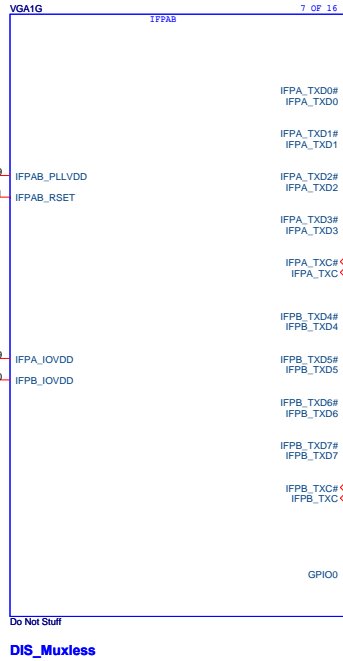 VGA1G
7 OF 16
IFPAB
IFPA_TXD0#
IFPA_TXD0
IFPA_TXD1#
IFPA_TXD1
IFPAB_PLLVDD
IFPA_TXD2#
IFPA_TXD2
IFPAB_RSET
IFPA_TXD3#
IFPA_TXD3
IFPA_TXC#
IFPA_TXC
IFPB_TXD4#
IFPB_TXD4
IFPA_IOVDD
IFPB_TXD5#
IFPB_TXD5
IFPB_IOVDD
IFPB_TXD6#
IFPB_TXD6
IFPB_TXD7#
IFPB_TXD7
IFPB_TXC#
IFPB_TXC
GPIO0
Do Not Stuff
DIS_Muxless